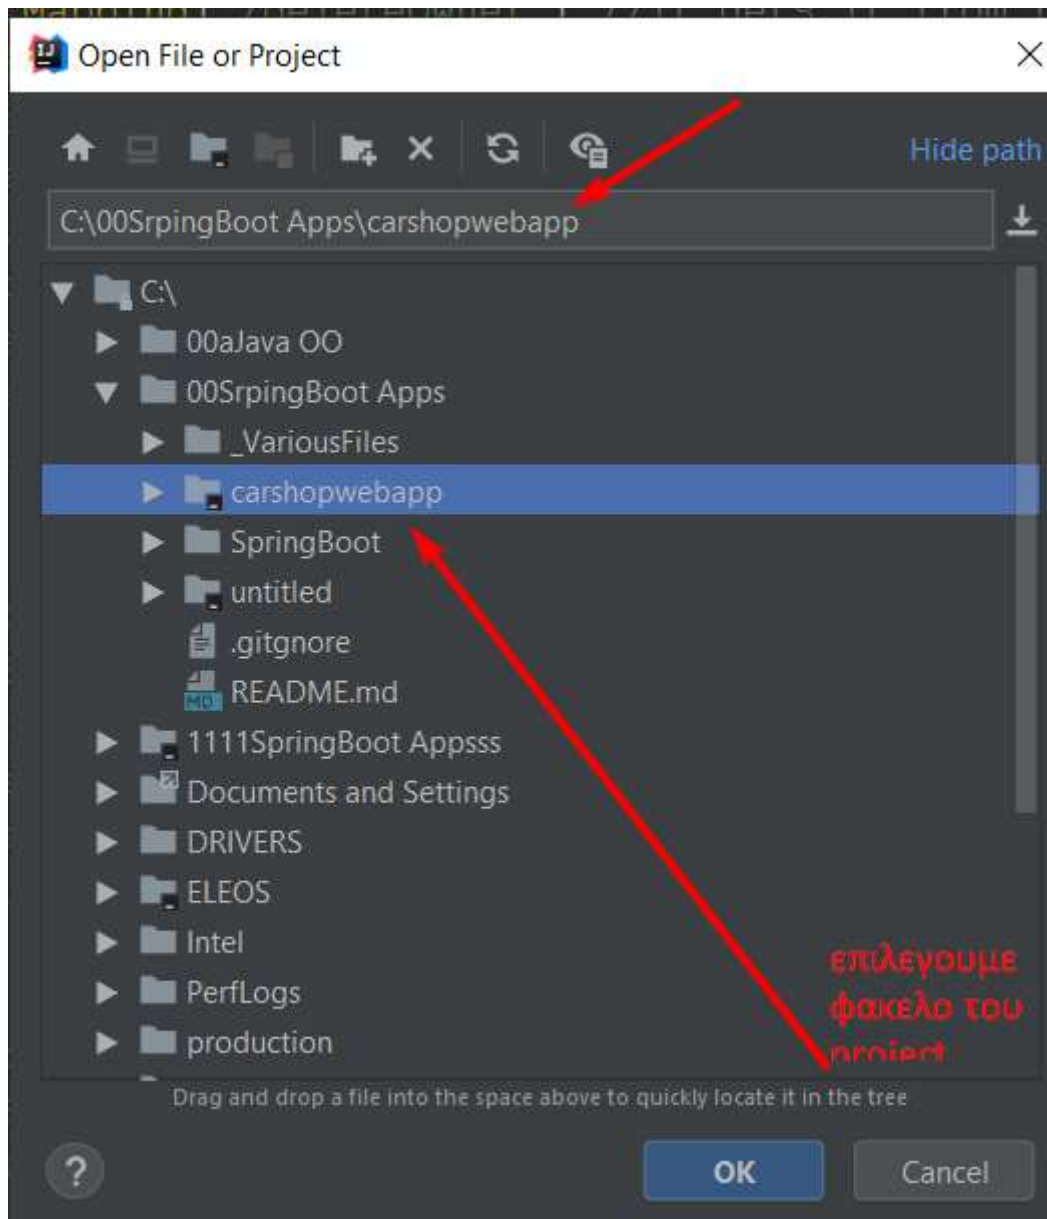 Open File or Project
Hide path
C:\00SrpingBoot Apps\carshopwebapp
C:\
00aJava OO
00SrpingBoot Apps
_VariousFiles
carshopwebapp
SpringBoot
untitled
.gitgnore
README.md
1111SpringBoot Appsss
Documents and Settings
DRIVERS
ELEOS
Intel
PerfLogs
production
επιλεγουμε
φακελο του
project
Drag and drop a file into the space above to quickly locate it in the tree
? OK Cancel